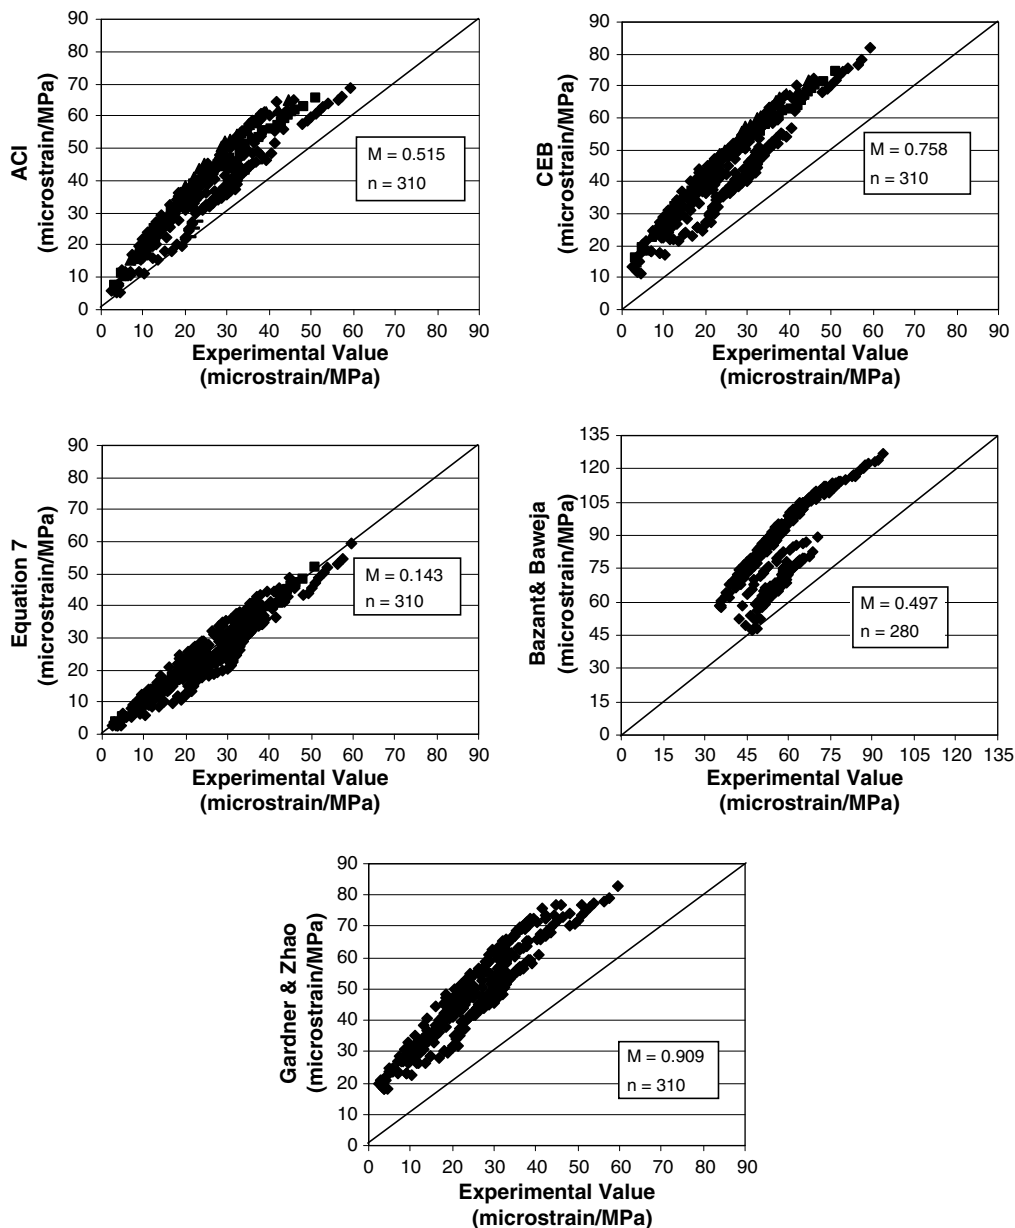 90
80
70
60
50
40
30
20
10
0
ACI
(microstrain/MPa)
M = 0.515
n = 310
0 10 20 30 40 50 60 70 80 90
Experimental Value
(microstrain/MPa)
90
80
70
60
50
40
30
20
10
0
CEB
(microstrain/MPa)
M = 0.758
n = 310
0 10 20 30 40 50 60 70 80 90
Experimental Value
(microstrain/MPa)
90
80
70
60
50
40
30
20
10
0
Equation 7
(microstrain/MPa)
M = 0.143
n = 310
0 10 20 30 40 50 60 70 80 90
Experimental Value
(microstrain/MPa)
135
120
105
90
75
60
45
30
15
0
Bazant& Baweja
(microstrain/MPa)
M = 0.497
n = 280
0 15 30 45 60 75 90 105 120 135
Experimental Value
(microstrain/MPa)
90
80
70
60
50
40
30
20
10
0
Gardner & Zhao
(microstrain/MPa)
M = 0.909
n = 310
0 10 20 30 40 50 60 70 80 90
Experimental Value
(microstrain/MPa)